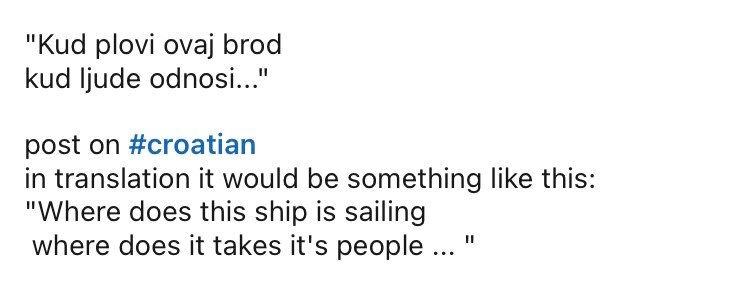 "Kud plovi ovaj brod
kud ljude odnosi..."
post on #croatian
in translation it would be something like this:
"Where does this ship is sailing
where does it takes it's people ... "